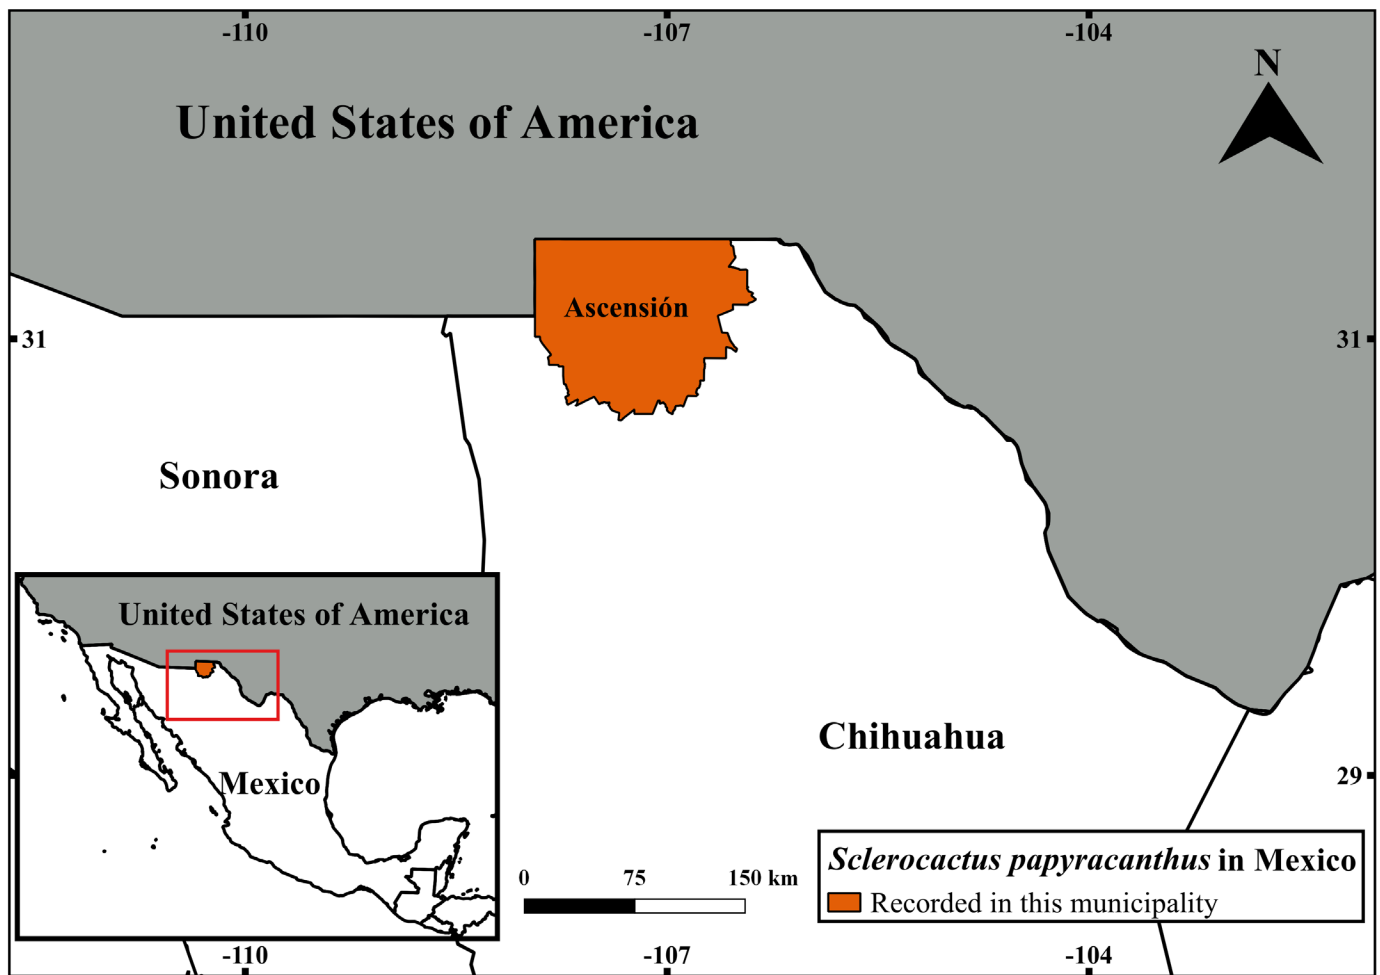 -110
-107
-104
N
United States of America
Ascensión
31
31
Sonora
United States of America
Mexico
Chihuahua
29
0
75
150 km
Sclerocactus papyracanthus in Mexico
Recorded in this municipality
-110
-107
-104